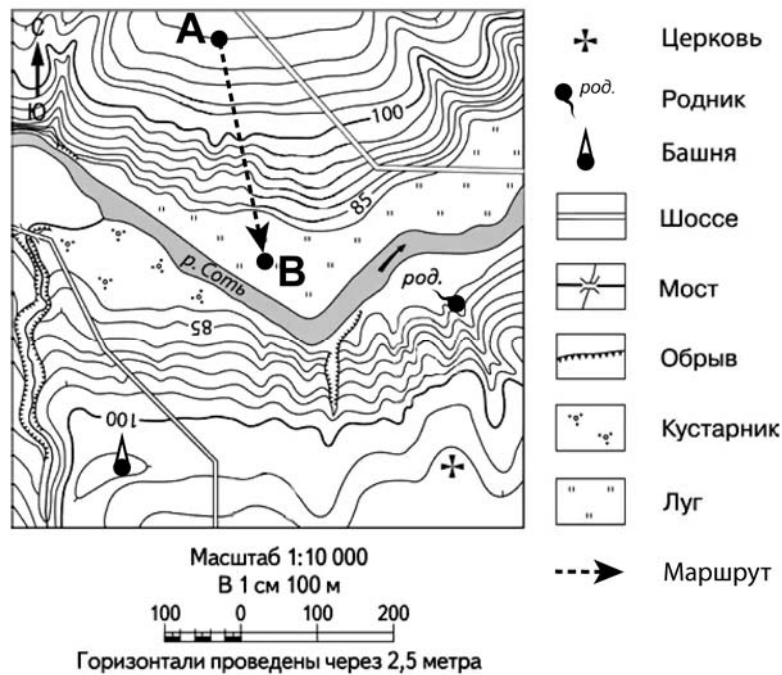 С
Ю
A
100
85
B
р. Соть
род.
85
100
Церковь
род.
Родник
Башня
Шоссе
Мост
Обрыв
Кустарник
Луг
Маршрут
Масштаб 1:10 000
В 1 см 100 м
100 0 100 200
Горизонтали проведены через 2,5 метра